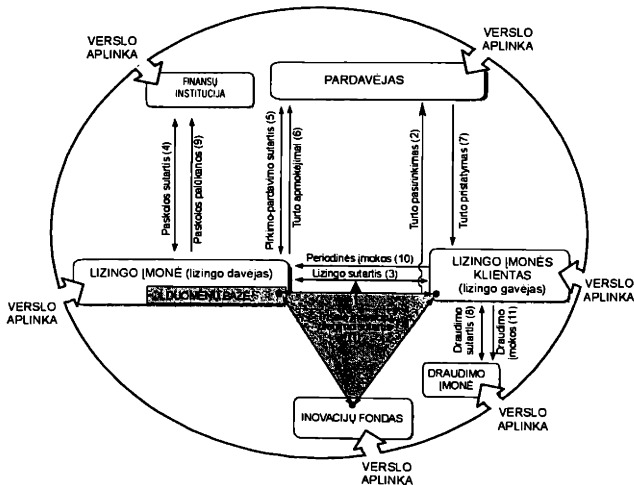 VERSLO
APLINKA
VERSLO
APLINKA
FINANSŲ
INSTITUCIJA
PARDAVĖJAS
Paskolos sutartis (4)
Paskolos palūkanos (9)
Pirkimo-pardavimo sutartis (5)
Turto apmokėjimai (6)
Turto pasirinkimas (2)
Turto pristatymas (7)
LIZINGO ĮMONĖ (lizingo davėjas)
DUOMENŲ BAZĖ
Periodinės įmokos (10)
Lizingo sutartis (3)
LIZINGO ĮMONĖS
KLIENTAS
(lizingo gavėjas)
VERSLO
APLINKA
VERSLO
APLINKA
Draudimo
sutartis (8)
Draudimo
įmokos (11)
DRAUDIMO
ĮMONĖ
INOVACIJŲ FONDAS
VERSLO
APLINKA
VERSLO
APLINKA